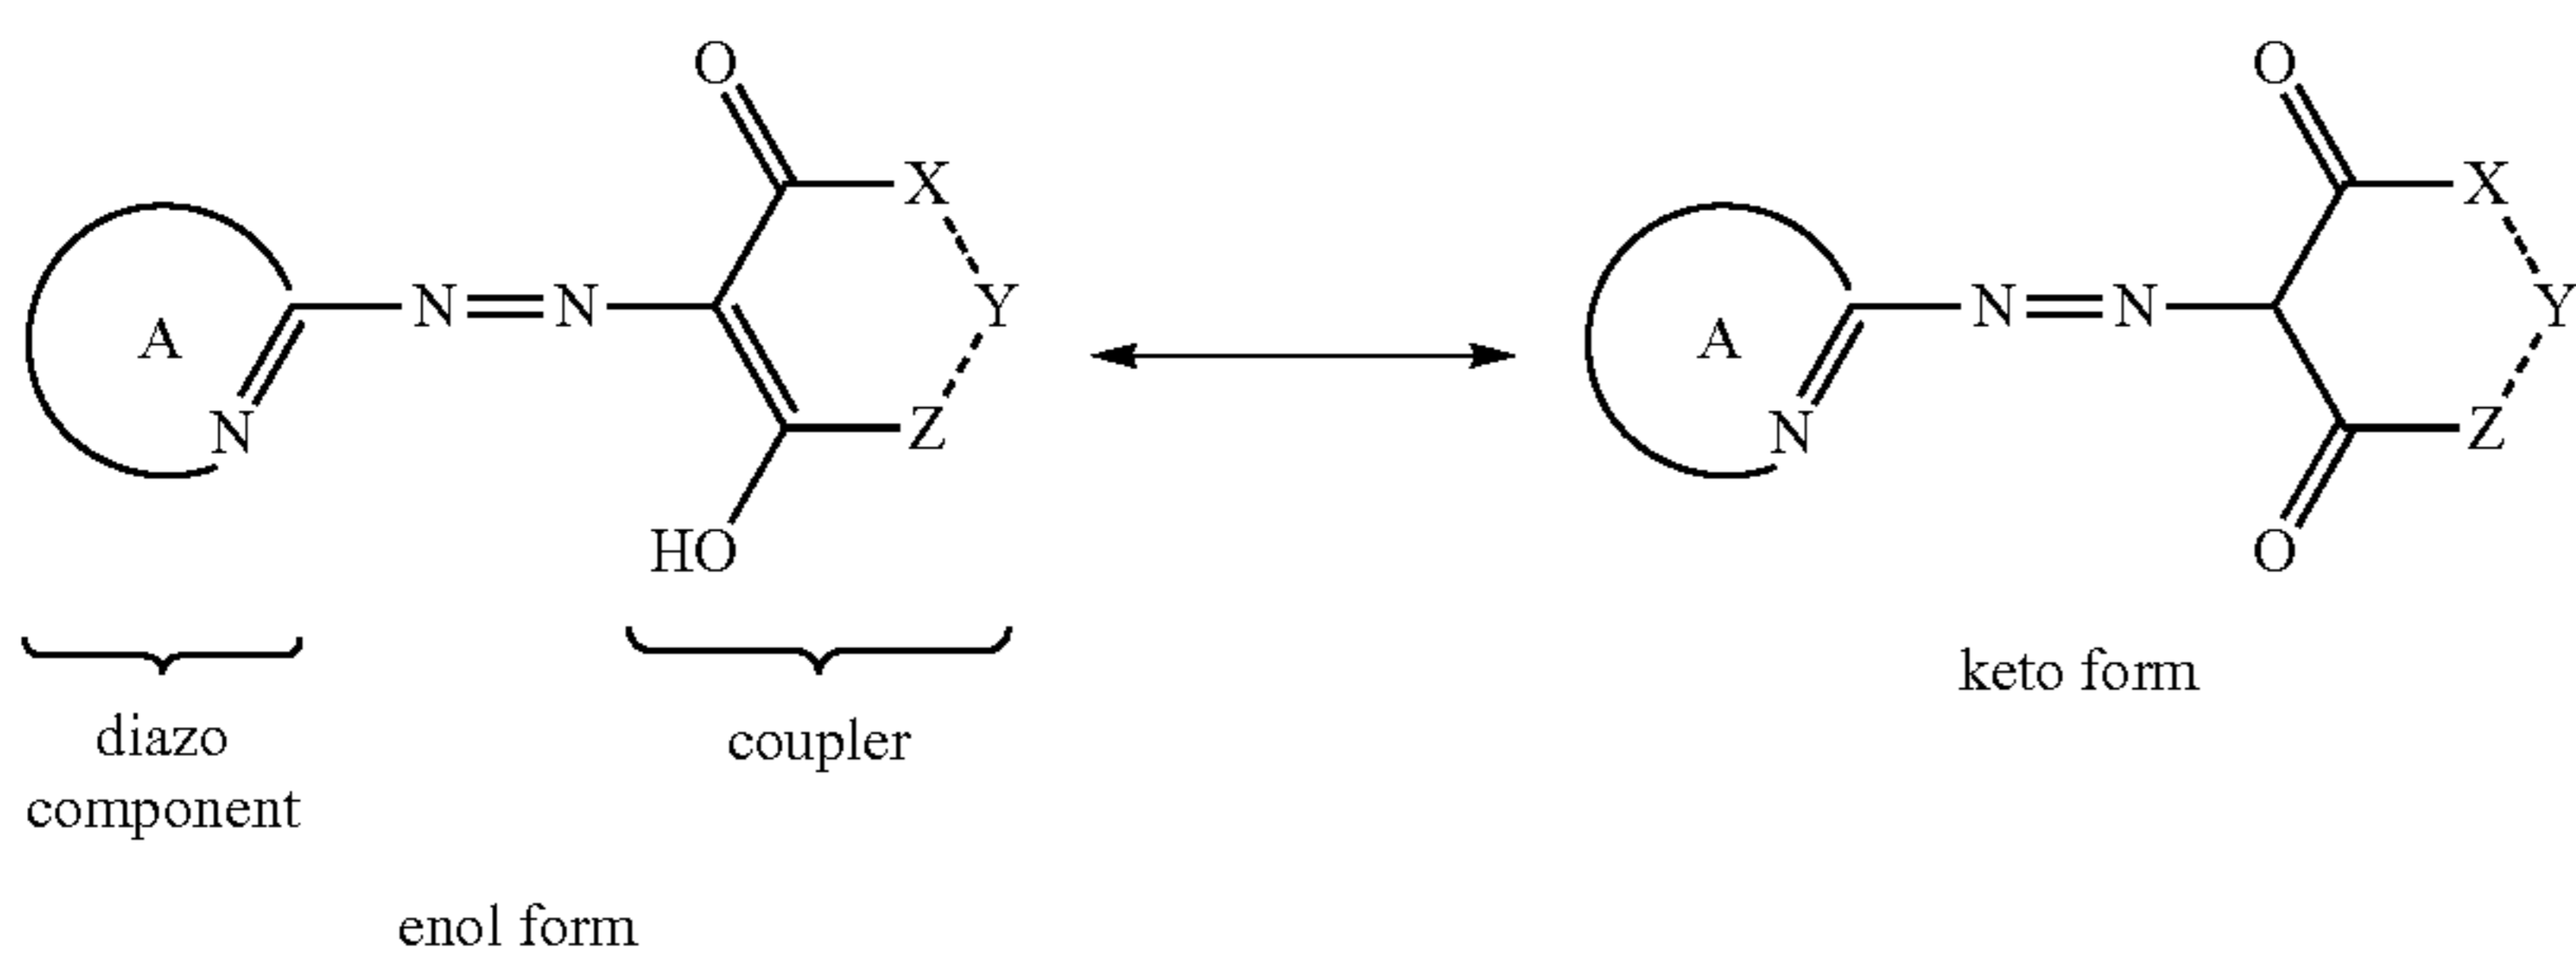 O
X
A
N
N
Y
N
Z
HO
O
X
A
N
N
Y
N
Z
O
diazo
component
coupler
keto form
enol form